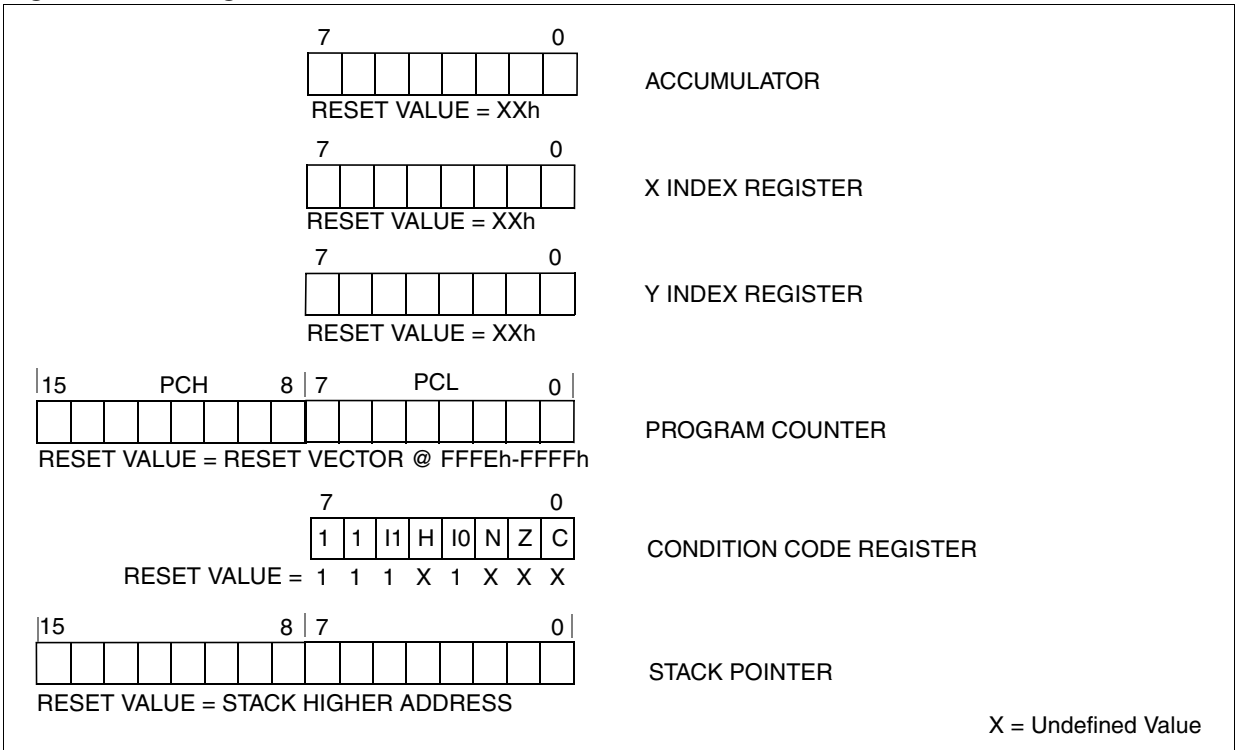 7 0
ACCUMULATOR
RESET VALUE = XXh
7 0
X INDEX REGISTER
RESET VALUE = XXh
7 0
Y INDEX REGISTER
RESET VALUE = XXh
15 PCH 8 7 PCL 0
PROGRAM COUNTER
RESET VALUE = RESET VECTOR @ FFFEh-FFFFh
7 0
1 1 I1 H I0 N Z C
CONDITION CODE REGISTER
RESET VALUE = 1 1 1 X 1 X X X
15 8 7 0
STACK POINTER
RESET VALUE = STACK HIGHER ADDRESS
X = Undefined Value